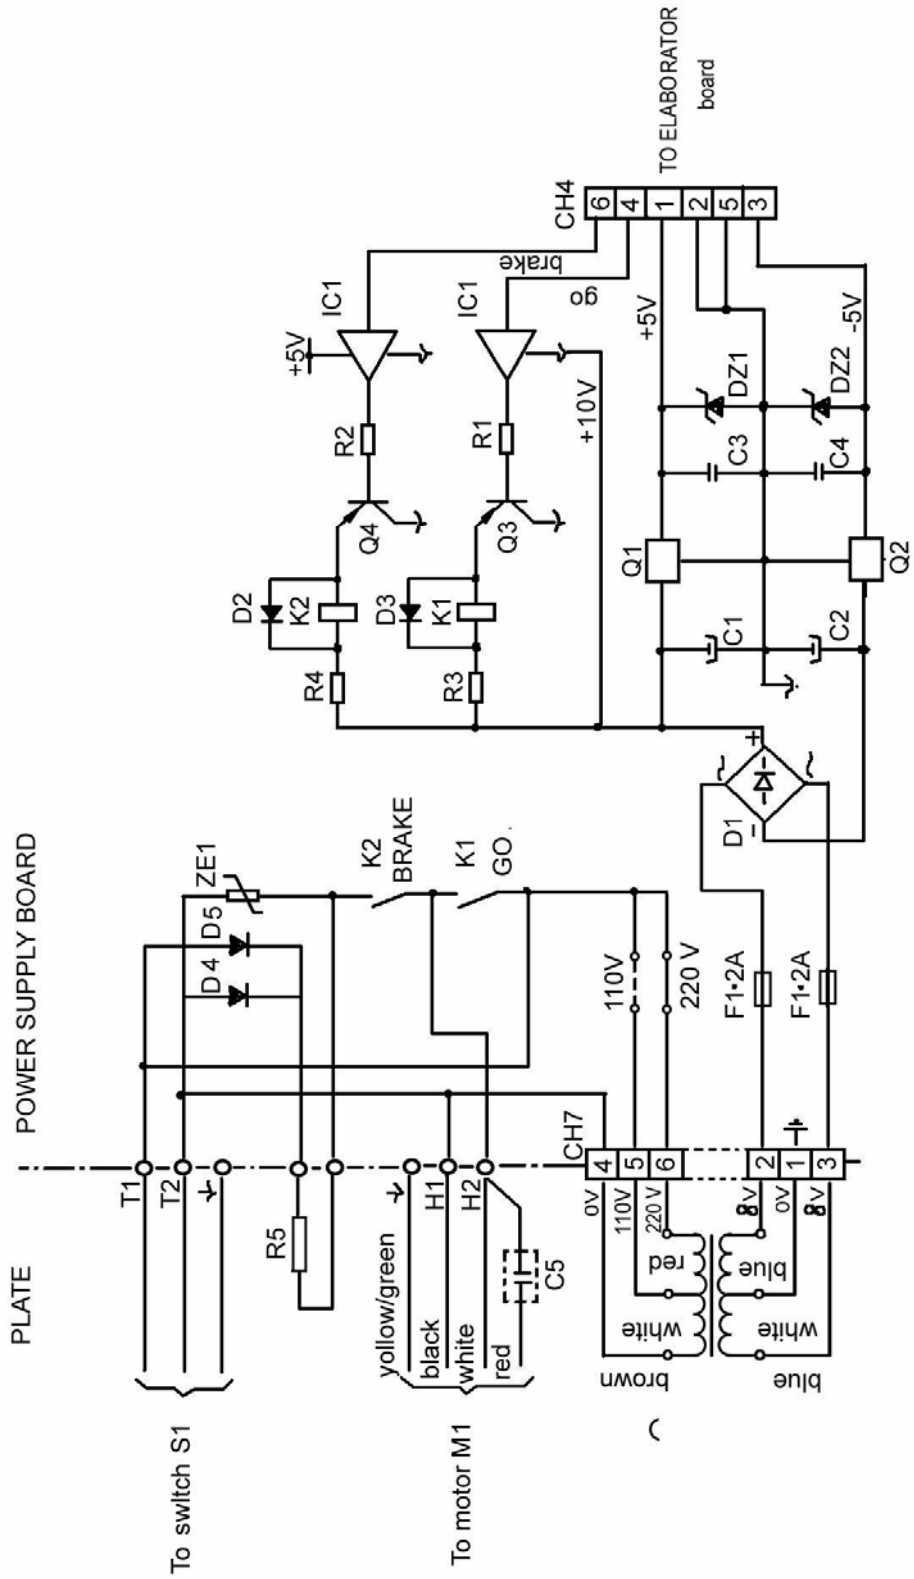 PLATE
POWER SUPPLY BOARD
To swItch S1
T1
T2
R5
D4
D5
ZE1
K2
BRAKE
K1
GO.
To motor M1
yollow/green
black
white
red
H1
H2
C5
CH7
4
5
6
2
1
3
0V
110V
220 V
8V
0V
8V
brown
white
red
blue
white
blue
110V
220 V
F1•2A
F1•2A
D1
+
−
D2
K2
R4
Q4
R2
IC1
+5V
D3
K1
R3
Q3
R1
IC1
+10V
brake
go
CH4
6
4
1
2
5
3
TO ELABORATOR
board
+5V
-5V
Q1
Q2
C1
C2
C3
C4
DZ1
DZ2